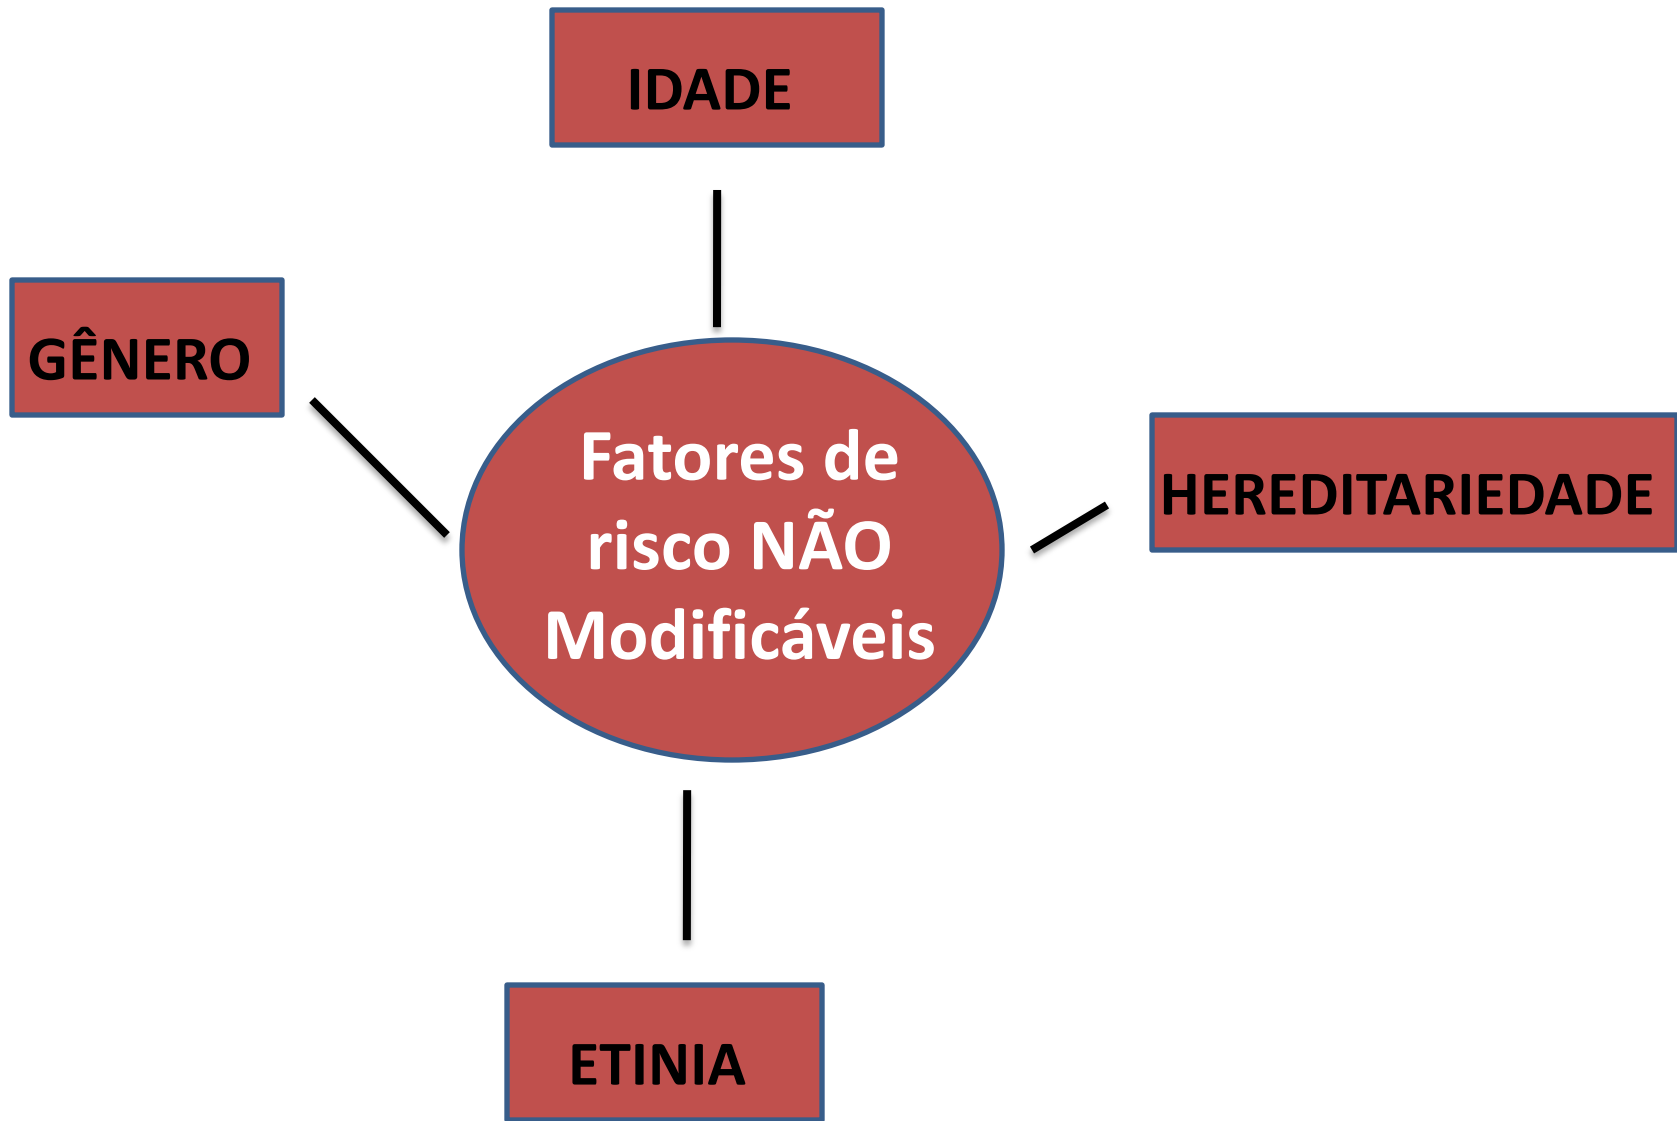 IDADE
GÊNERO
Fatores de
risco NÃO
Modificáveis
HEREDITARIEDADE
ETINIA